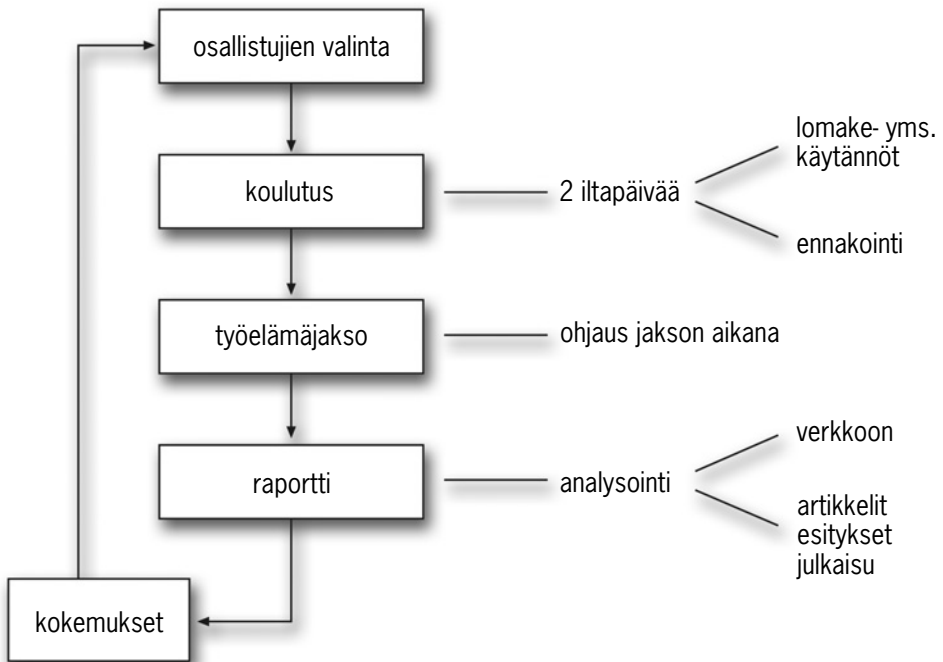 osallistujien valinta
koulutus
2 iltapäivää
lomake- yms.
käytännöt
ennakointi
työelämäjakso
ohjaus jakson aikana
raportti
analysointi
verkkoon
artikkelit
esitykset
julkaisu
kokemukset